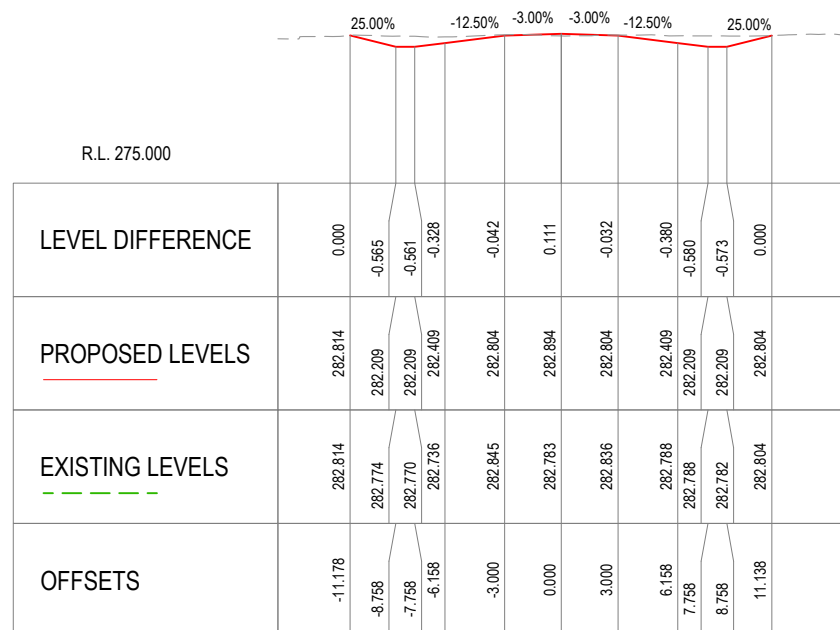 25.00% -12.50% -3.00% -3.00% -12.50% 25.00%
R.L. 275.000
LEVEL DIFFERENCE 0.000 -0.565 -0.561 -0.328 -0.042 0.111 -0.032 -0.380 -0.580 -0.573 0.000
PROPOSED LEVELS 282.814 282.209 282.209 282.409 282.804 282.894 282.804 282.409 282.209 282.209 282.804
EXISTING LEVELS 282.814 282.774 282.770 282.736 282.845 282.783 282.836 282.788 282.788 282.782 282.804
OFFSETS -11.178 -8.758 -7.758 -6.158 -3.000 0.000 3.000 6.158 7.758 8.758 11.138